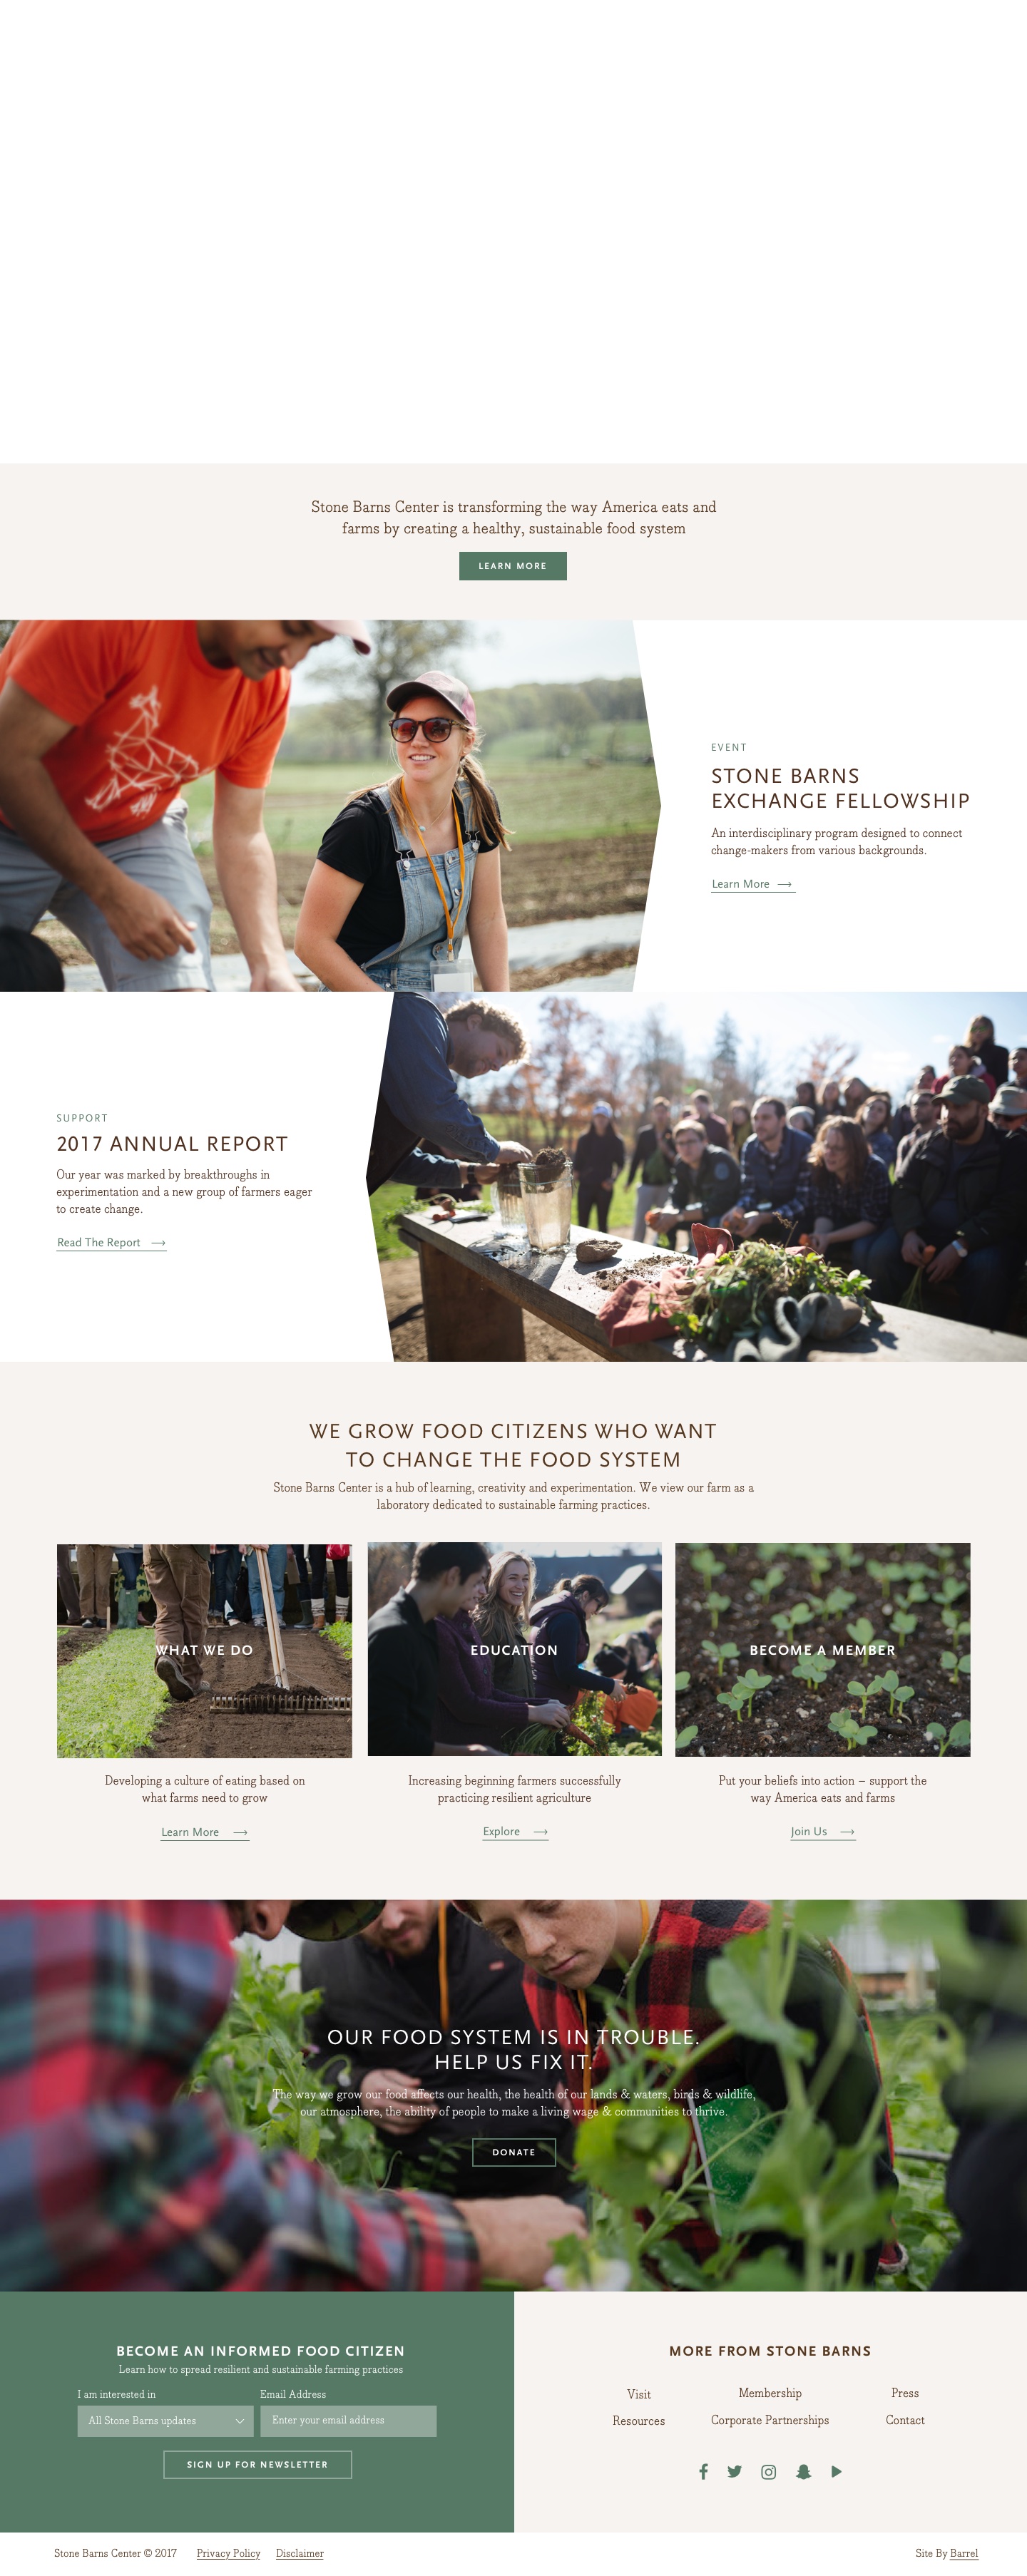 Stone Barns Center is transforming the way America eats and
farms by creating a healthy, sustainable food system
LEARN MORE
EVENT
STONE BARNS
EXCHANGE FELLOWSHIP
An interdisciplinary program designed to connect
change-makers from various backgrounds.
Learn More
SUPPORT
2017 ANNUAL REPORT
Our year was marked by breakthroughs in
experimentation and a new group of farmers eager
to create change.
Read The Report
WE GROW FOOD CITIZENS WHO WANT
TO CHANGE THE FOOD SYSTEM
Stone Barns Center is a hub of learning, creativity and experimentation. We view our farm as a
laboratory dedicated to sustainable farming practices.
WHAT WE DO
Developing a culture of eating based on
what farms need to grow
Learn More
EDUCATION
Increasing beginning farmers successfully
practicing resilient agriculture
Explore
BECOME A MEMBER
Put your beliefs into action – support the
way America eats and farms
Join Us
OUR FOOD SYSTEM IS IN TROUBLE.
HELP US FIX IT.
The way we grow our food affects our health, the health of our lands & waters, birds & wildlife,
our atmosphere, the ability of people to make a living wage & communities to thrive.
DONATE
BECOME AN INFORMED FOOD CITIZEN
Learn how to spread resilient and sustainable farming practices
I am interested in
All Stone Barns updates
Email Address
Enter your email address
SIGN UP FOR NEWSLETTER
MORE FROM STONE BARNS
Visit Membership Press
Resources Corporate Partnerships Contact
Stone Barns Center © 2017 Privacy Policy Disclaimer Site By Barrel